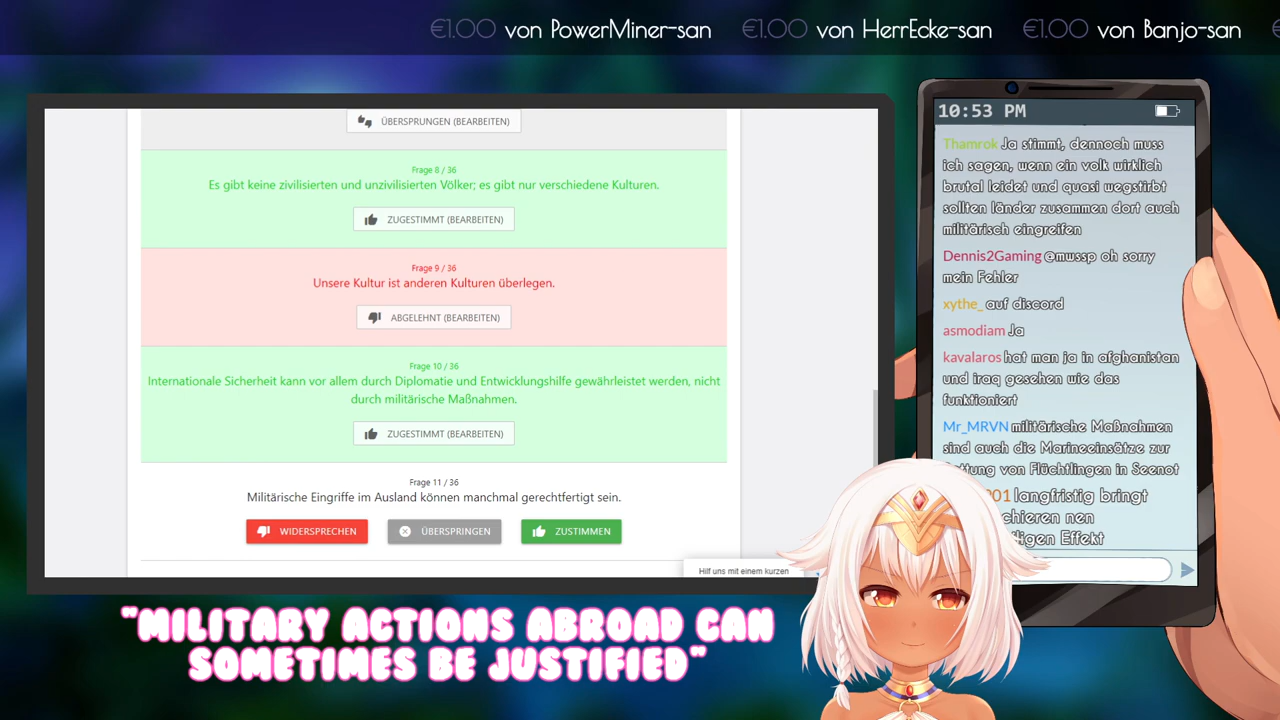 €1.00 von PowerMiner-san €1.00 von HerrEcke-san €1.00 von Banjo-san
ÜBERSPRUNGEN (BEARBEITEN)
Frage 8 / 36
Es gibt keine zivilisierten und unzivilisierten Völker; es gibt nur verschiedene Kulturen.
ZUGESTIMMT (BEARBEITEN)
Frage 9 / 36
Unsere Kultur ist anderen Kulturen überlegen.
ABGELEHNT (BEARBEITEN)
Frage 10 / 36
Internationale Sicherheit kann vor allem durch Diplomatie und Entwicklungshilfe gewährleistet werden, nicht
durch militärische Maßnahmen.
ZUGESTIMMT (BEARBEITEN)
Frage 11 / 36
Militärische Eingriffe im Ausland können manchmal gerechtfertigt sein.
WIDERSPRECHEN ÜBERSPRINGEN ZUSTIMMEN
Hilf uns mit einem kurzen
10:53 PM
Thamrok Ja stimmt, dennoch muss
ich sagen, wenn ein volk wirklich
brutal leidet und quasi wegstirbt
sollten länder zusammen dort auch
militärisch eingreifen
Dennis2Gaming @mwssp oh sorry
mein Fehler
xythe_ auf discord
asmodiam Ja
kavalaros hat man ja in afghanistan
und iraq gesehen wie das
funktioniert
Mr_MRVN militärische Maßnahmen
sind auch die Marineeinsätze zur
von Flüchtlingen in Seenot
langfristig bringt
nen
Effekt
"MILITARY ACTIONS ABROAD CAN
SOMETIMES BE JUSTIFIED"